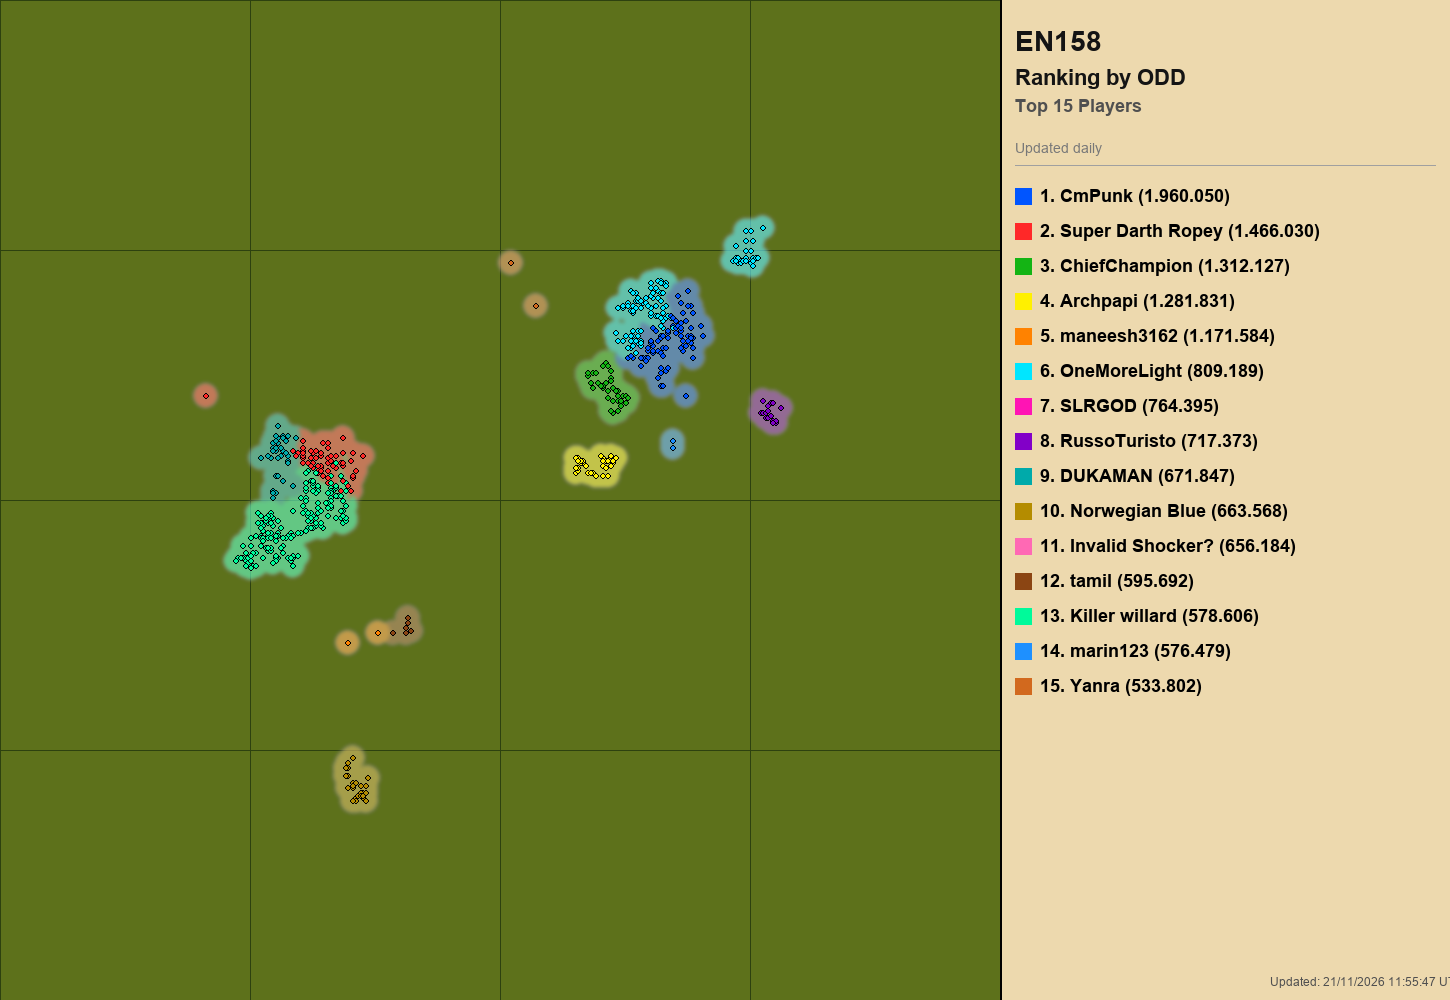 EN158
Ranking by ODD
Top 15 Players
Updated daily
1. CmPunk (1.960.050)
2. Super Darth Ropey (1.466.030)
3. ChiefChampion (1.312.127)
4. Archpapi (1.281.831)
5. maneesh3162 (1.171.584)
6. OneMoreLight (809.189)
7. SLRGOD (764.395)
8. RussoTuristo (717.373)
9. DUKAMAN (671.847)
10. Norwegian Blue (663.568)
11. Invalid Shocker? (656.184)
12. tamil (595.692)
13. Killer willard (578.606)
14. marin123 (576.479)
15. Yanra (533.802)
Updated: 21/11/2026 11:55:47 U